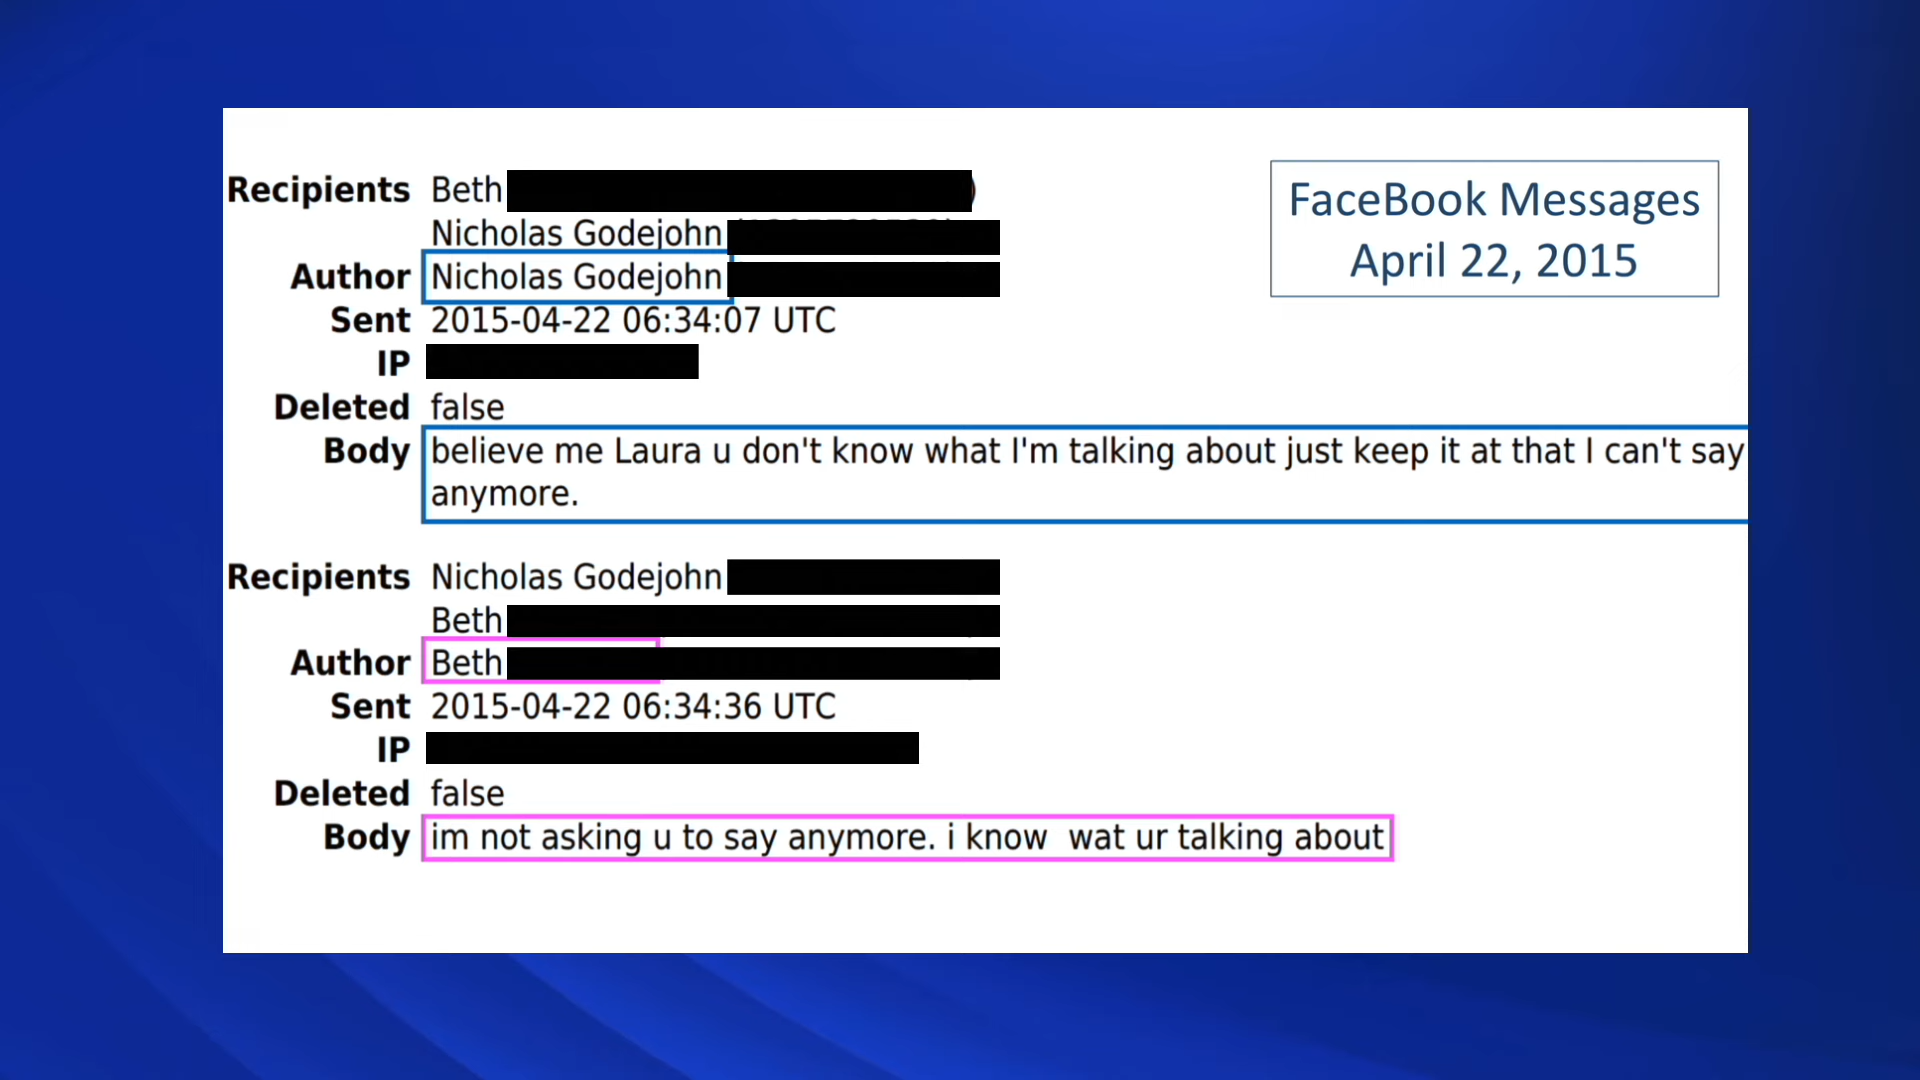 FaceBook Messages
April 22, 2015
Recipients Beth
Nicholas Godejohn
Author Nicholas Godejohn
Sent 2015-04-22 06:34:07 UTC
IP
Deleted false
Body believe me Laura u don't know what I'm talking about just keep it at that I can't say
anymore.
Recipients Nicholas Godejohn
Beth
Author Beth
Sent 2015-04-22 06:34:36 UTC
IP
Deleted false
Body im not asking u to say anymore. i know  wat ur talking about